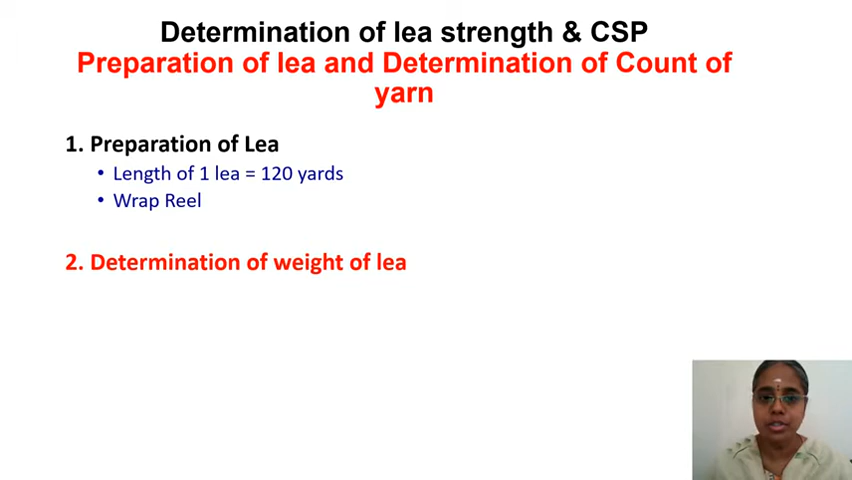 Determination of lea strength & CSP
Preparation of lea and Determination of Count of
yarn
1. Preparation of Lea
• Length of 1 lea = 120 yards
• Wrap Reel
2. Determination of weight of lea